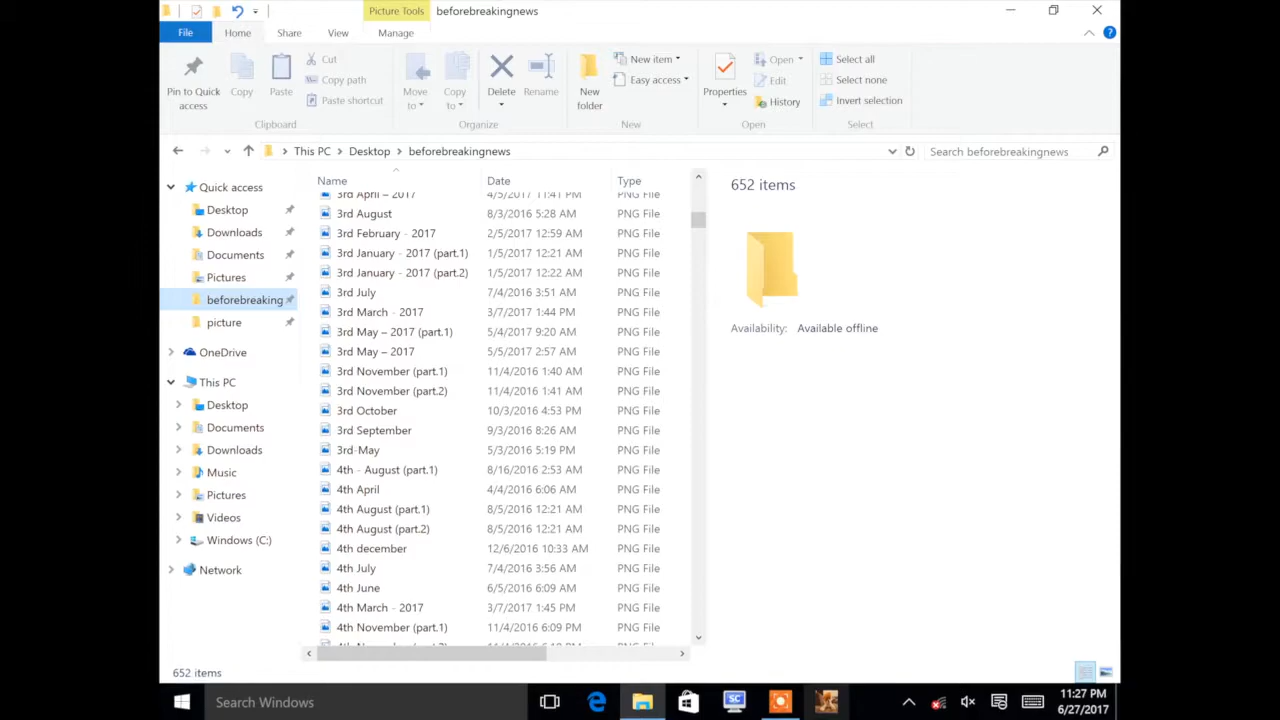 Picture Tools beforebreakingnews
File Home Share View Manage
Pin to Quick access
Copy
Paste
Cut
Copy path
Paste shortcut
Clipboard
Move to
Copy to
Delete
Rename
Organize
New folder
New item
Easy access
New
Properties
Open
Edit
History
Open
Select all
Select none
Invert selection
Select
This PC Desktop beforebreakingnews
Search beforebreakingnews
Quick access
Desktop
Downloads
Documents
Pictures
beforebreaking
picture
OneDrive
This PC
Desktop
Documents
Downloads
Music
Pictures
Videos
Windows (C:)
Network
Name Date Type
3rd April – 2017 4/5/2017 11:41 PM PNG File
3rd August 8/3/2016 5:28 AM PNG File
3rd February - 2017 2/5/2017 12:59 AM PNG File
3rd January - 2017 (part.1) 1/5/2017 12:21 AM PNG File
3rd January - 2017 (part.2) 1/5/2017 12:22 AM PNG File
3rd July 7/4/2016 3:51 AM PNG File
3rd March - 2017 3/7/2017 1:44 PM PNG File
3rd May – 2017 (part.1) 5/4/2017 9:20 AM PNG File
3rd May – 2017 5/5/2017 2:57 AM PNG File
3rd November (part.1) 11/4/2016 1:40 AM PNG File
3rd November (part.2) 11/4/2016 1:41 AM PNG File
3rd October 10/3/2016 4:53 PM PNG File
3rd September 9/3/2016 8:26 AM PNG File
3rd-May 5/3/2016 5:19 PM PNG File
4th - August (part.1) 8/16/2016 2:53 AM PNG File
4th April 4/4/2016 6:06 AM PNG File
4th August (part.1) 8/5/2016 12:21 AM PNG File
4th August (part.2) 8/5/2016 12:21 AM PNG File
4th december 12/6/2016 10:33 AM PNG File
4th July 7/4/2016 3:56 AM PNG File
4th June 6/5/2016 6:09 AM PNG File
4th March - 2017 3/7/2017 1:45 PM PNG File
4th November (part.1) 11/4/2016 6:09 PM PNG File
652 items
Availability: Available offline
652 items
Search Windows
SC
11:27 PM
6/27/2017